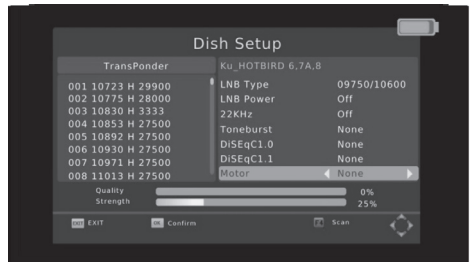 Dish Setup
TransPonder
001 10723 H 29900
002 10775 H 28000
003 10830 H 3333
004 10853 H 27500
005 10892 H 27500
006 10930 H 27500
007 10971 H 27500
008 11013 H 27500
Ku_HOTBIRD 6,7A,8
LNB Type 09750/10600
LNB Power Off
22KHz Off
Toneburst None
DiSEqC1.0 None
DiSEqC1.1 None
Motor None
Quality 0%
Strength 25%
EXIT EXIT
OK Confirm
Scan